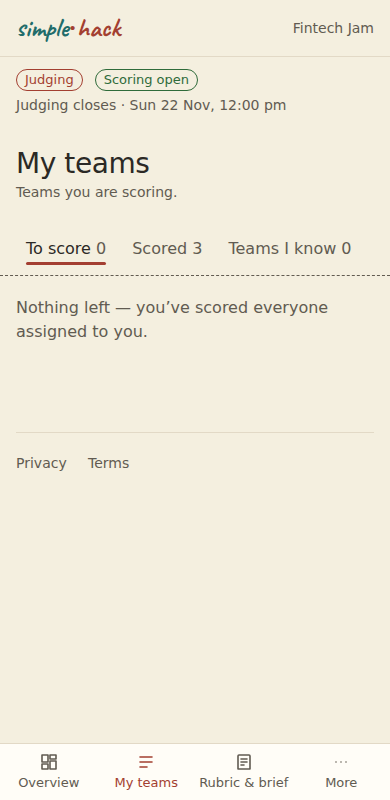 simple·hack
Fintech Jam
Judging
Scoring open
Judging closes · Sun 22 Nov, 12:00 pm
My teams
Teams you are scoring.
To score 0
Scored 3
Teams I know 0
Nothing left — you’ve scored everyone
assigned to you.
Privacy
Terms
Overview
My teams
Rubric & brief
More